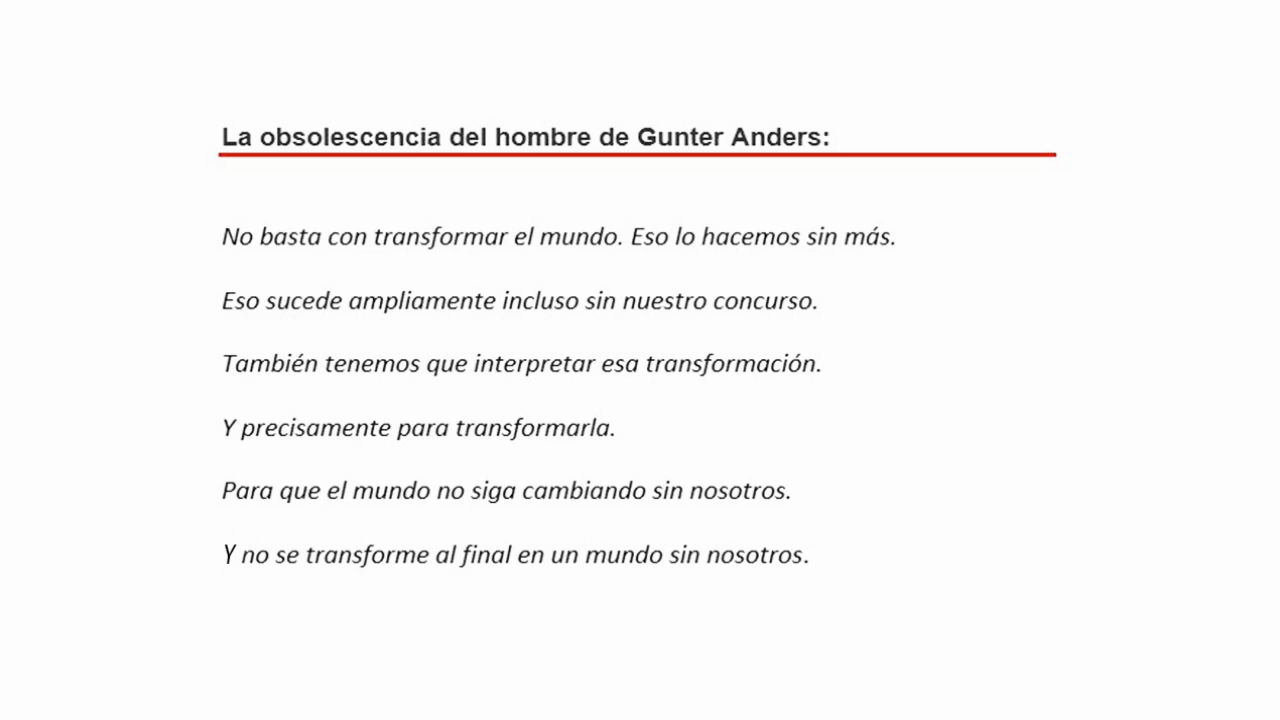 La obsolescencia del hombre de Gunter Anders:
No basta con transformar el mundo. Eso lo hacemos sin más.
Eso sucede ampliamente incluso sin nuestro concurso.
También tenemos que interpretar esa transformación.
Y precisamente para transformarla.
Para que el mundo no siga cambiando sin nosotros.
Y no se transforme al final en un mundo sin nosotros.